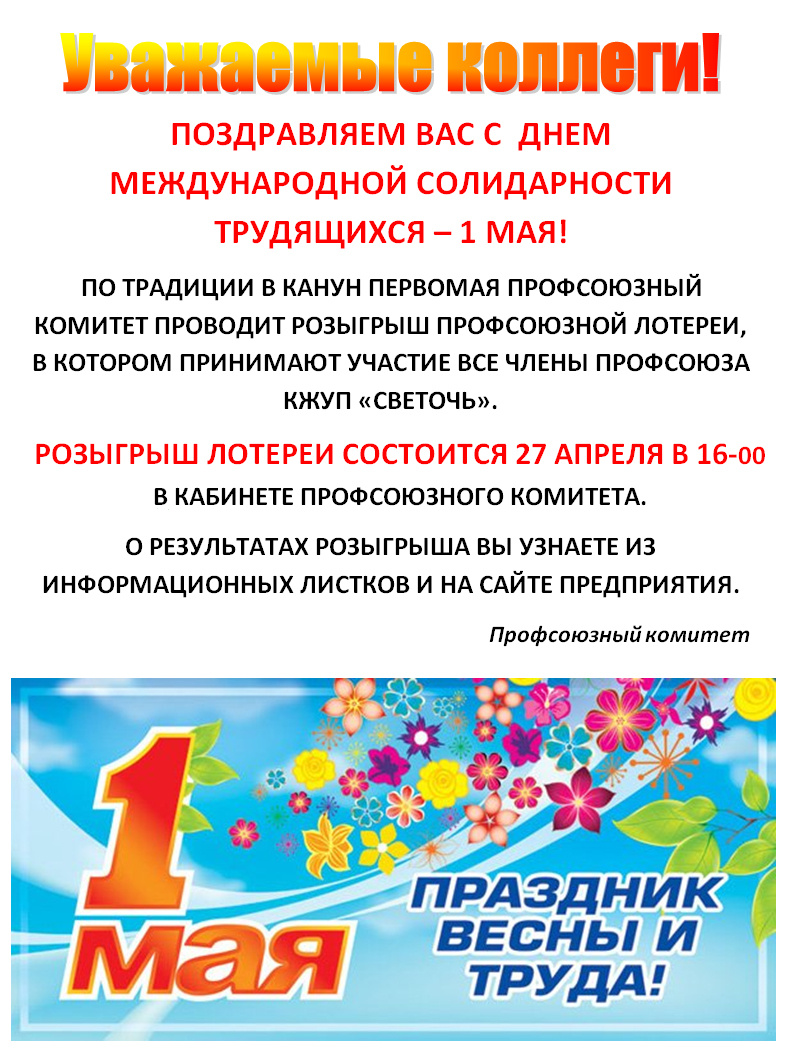 Уважаемые коллеги!
ПОЗДРАВЛЯЕМ ВАС С ДНЕМ
МЕЖДУНАРОДНОЙ СОЛИДАРНОСТИ
ТРУДЯЩИХСЯ – 1 МАЯ!
ПО ТРАДИЦИИ В КАНУН ПЕРВОМАЯ ПРОФСОЮЗНЫЙ
КОМИТЕТ ПРОВОДИТ РОЗЫГРЫШ ПРОФСОЮЗНОЙ ЛОТЕРЕИ,
В КОТОРОМ ПРИНИМАЮТ УЧАСТИЕ ВСЕ ЧЛЕНЫ ПРОФСОЮЗА
КЖУП «СВЕТОЧЬ».
РОЗЫГРЫШ ЛОТЕРЕИ СОСТОИТСЯ 27 АПРЕЛЯ В 16-00
В КАБИНЕТЕ ПРОФСОЮЗНОГО КОМИТЕТА.
О РЕЗУЛЬТАТАХ РОЗЫГРЫША ВЫ УЗНАЕТЕ ИЗ
ИНФОРМАЦИОННЫХ ЛИСТКОВ И НА САЙТЕ ПРЕДПРИЯТИЯ.
Профсоюзный комитет
1
мая
ПРАЗДНИК
ВЕСНЫ И
ТРУДА!